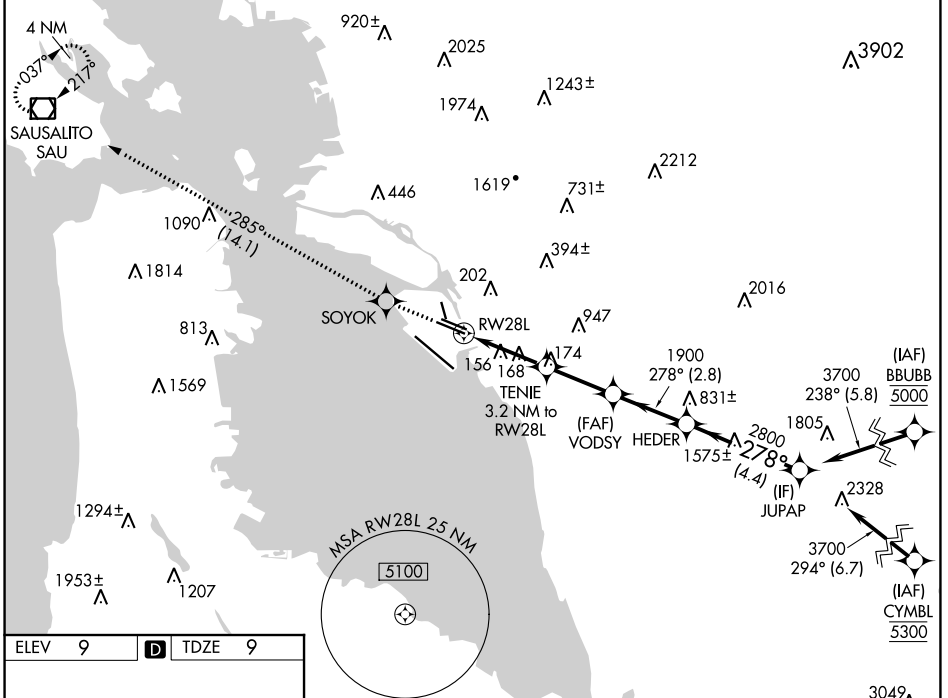 920±
4 NM
2025
3902
037°
217°
1243±
1974
SAUSALITO
SAU
2212
1619
446
731±
1090
285°
(14.1)
394±
1814
202
2016
SOYOK
RW28L
947
813
(IAF)
BBUBB
5000
156
168
174
1900
278° (2.8)
3700
238° (5.8)
1569
TENIE
3.2 NM to
RW28L
831±
(FAF)
VODSY
HEDER
1805
2800
1575±
278°
(4.4)
(IF)
JUPAP
2328
1294±
MSA RW28L 25 NM
3700
294° (6.7)
5100
1953±
1207
(IAF)
CYMBL
5300
ELEV 9
D
TDZE 9
3049